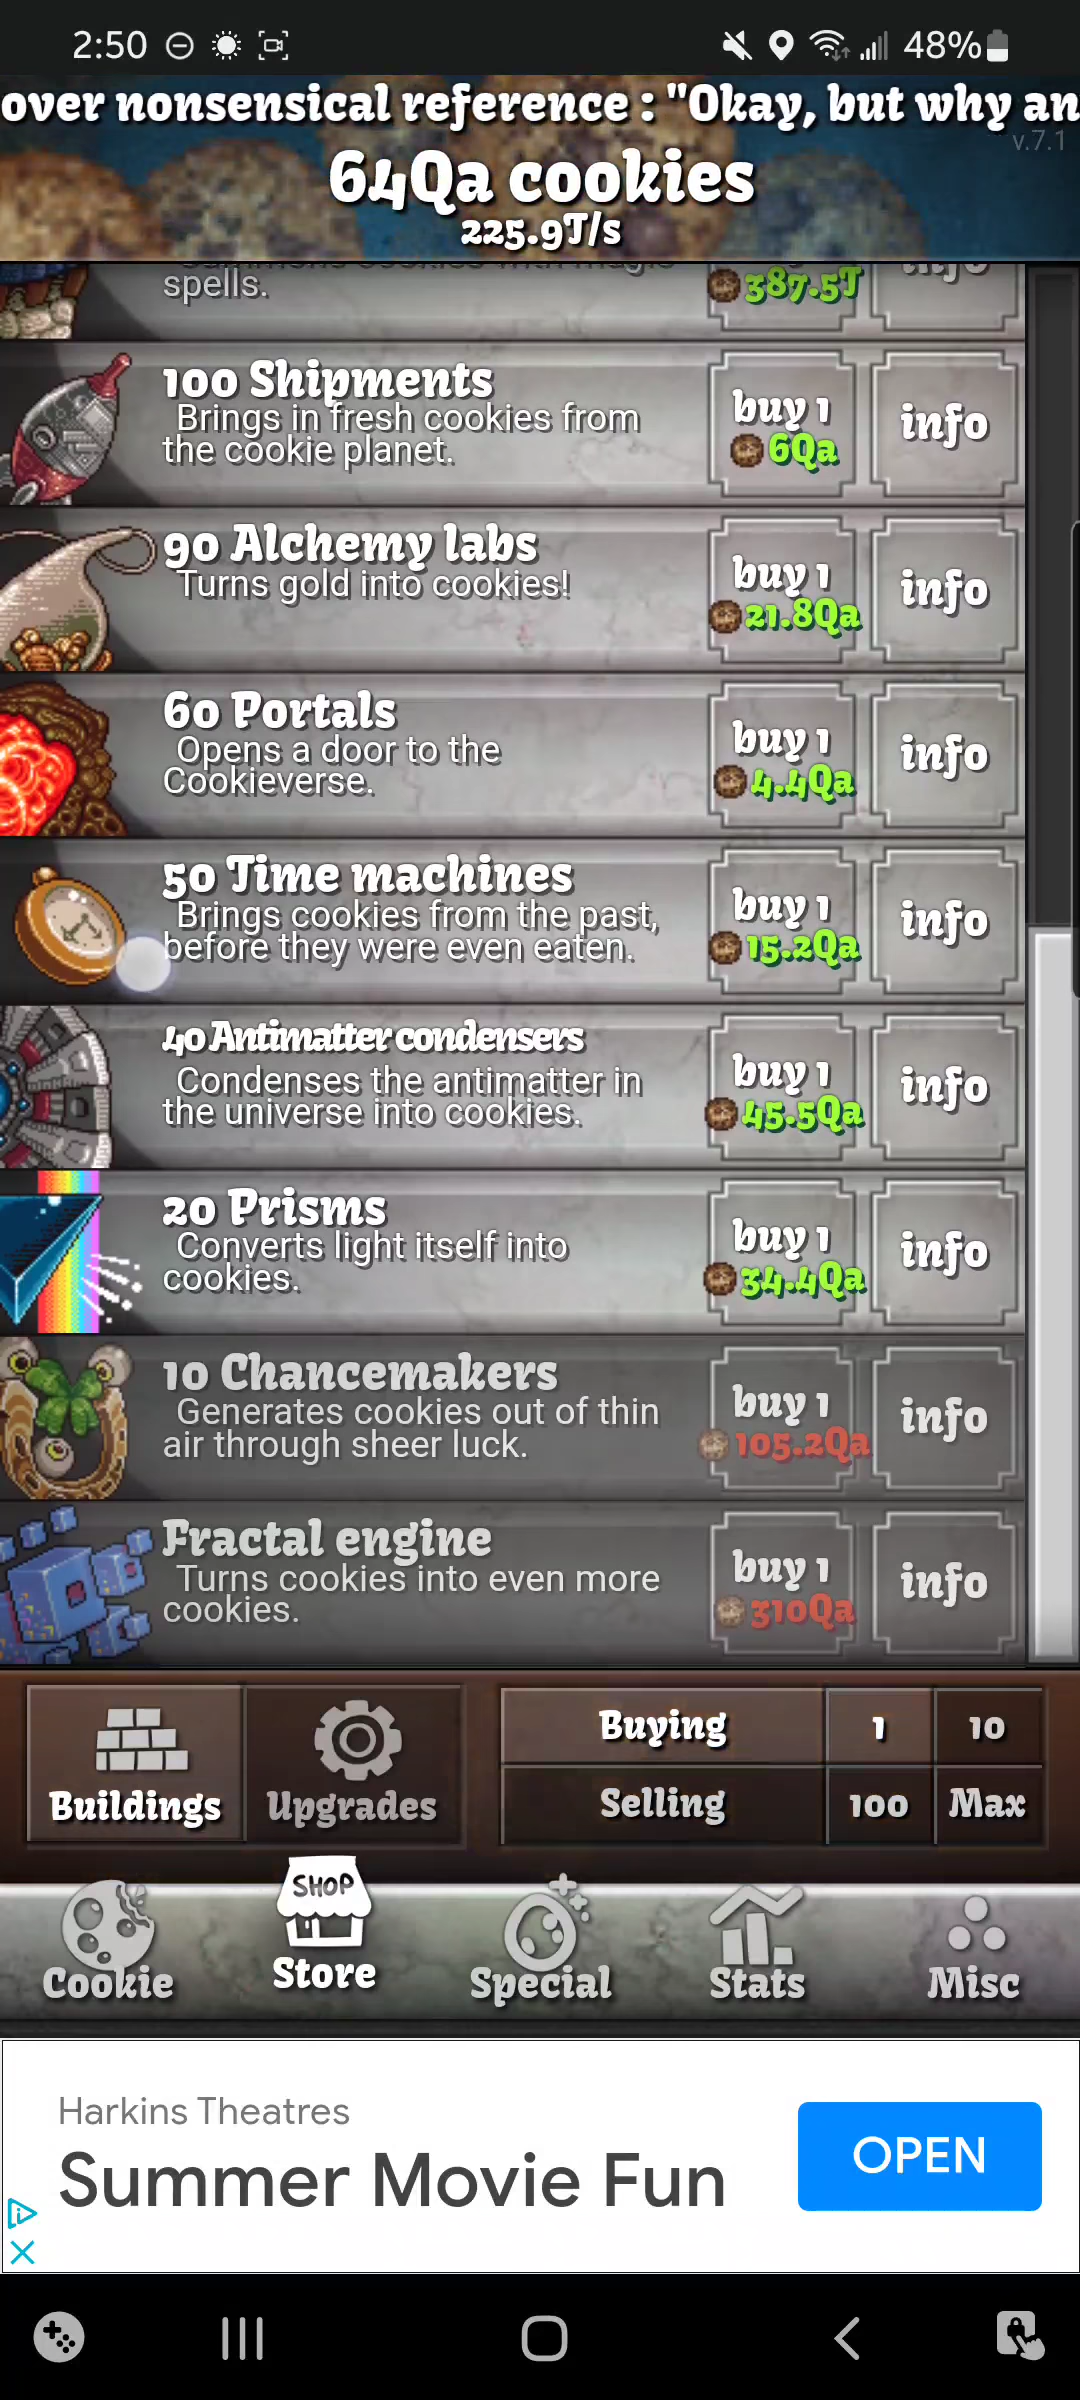 2:50
48%
over nonsensical reference : "Okay, but why an
v.7.1
64Qa cookies
225.9T/s
spells.
387.5T
100 Shipments
Brings in fresh cookies from
the cookie planet.
buy 1
6Qa
info
90 Alchemy labs
Turns gold into cookies!
buy 1
21.8Qa
info
60 Portals
Opens a door to the
Cookieverse.
buy 1
4.4Qa
info
50 Time machines
Brings cookies from the past,
before they were even eaten.
buy 1
15.2Qa
info
40 Antimatter condensers
Condenses the antimatter in
the universe into cookies.
buy 1
45.5Qa
info
20 Prisms
Converts light itself into
cookies.
buy 1
34.4Qa
info
10 Chancemakers
Generates cookies out of thin
air through sheer luck.
buy 1
105.2Qa
info
Fractal engine
Turns cookies into even more
cookies.
buy 1
310Qa
info
Buildings
Upgrades
Buying
1
10
Selling
100
Max
SHOP
Cookie
Store
Special
Stats
Misc
Harkins Theatres
Summer Movie Fun
OPEN